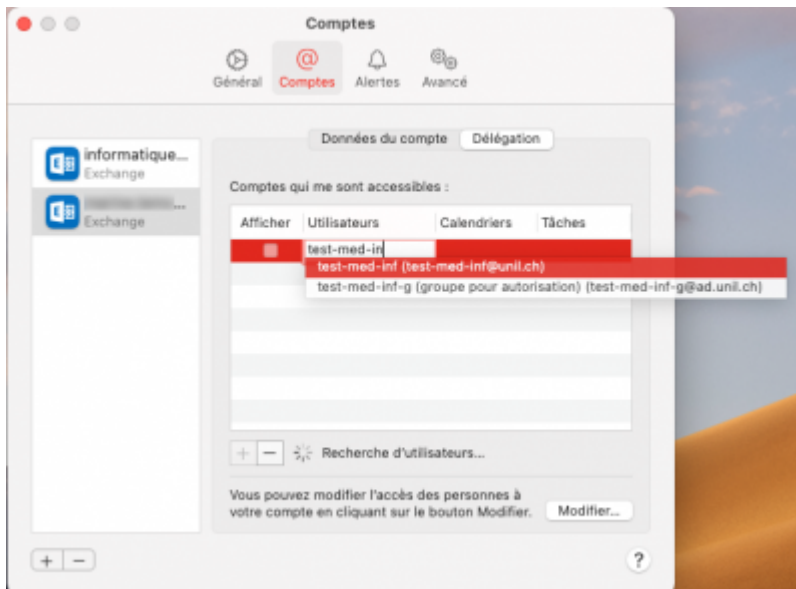 Comptes
Général Comptes Alertes Avancé
Données du compte Délégation
informatique...
Exchange
...
Exchange
Comptes qui me sont accessibles :
Afficher Utilisateurs Calendriers Tâches
test-med-in
test-med-inf (test-med-inf@unil.ch)
test-med-inf-g (groupe pour autorisation) (test-med-inf-g@ad.unil.ch)
Recherche d'utilisateurs...
Vous pouvez modifier l'accès des personnes à
votre compte en cliquant sur le bouton Modifier. Modifier...
+ − ?